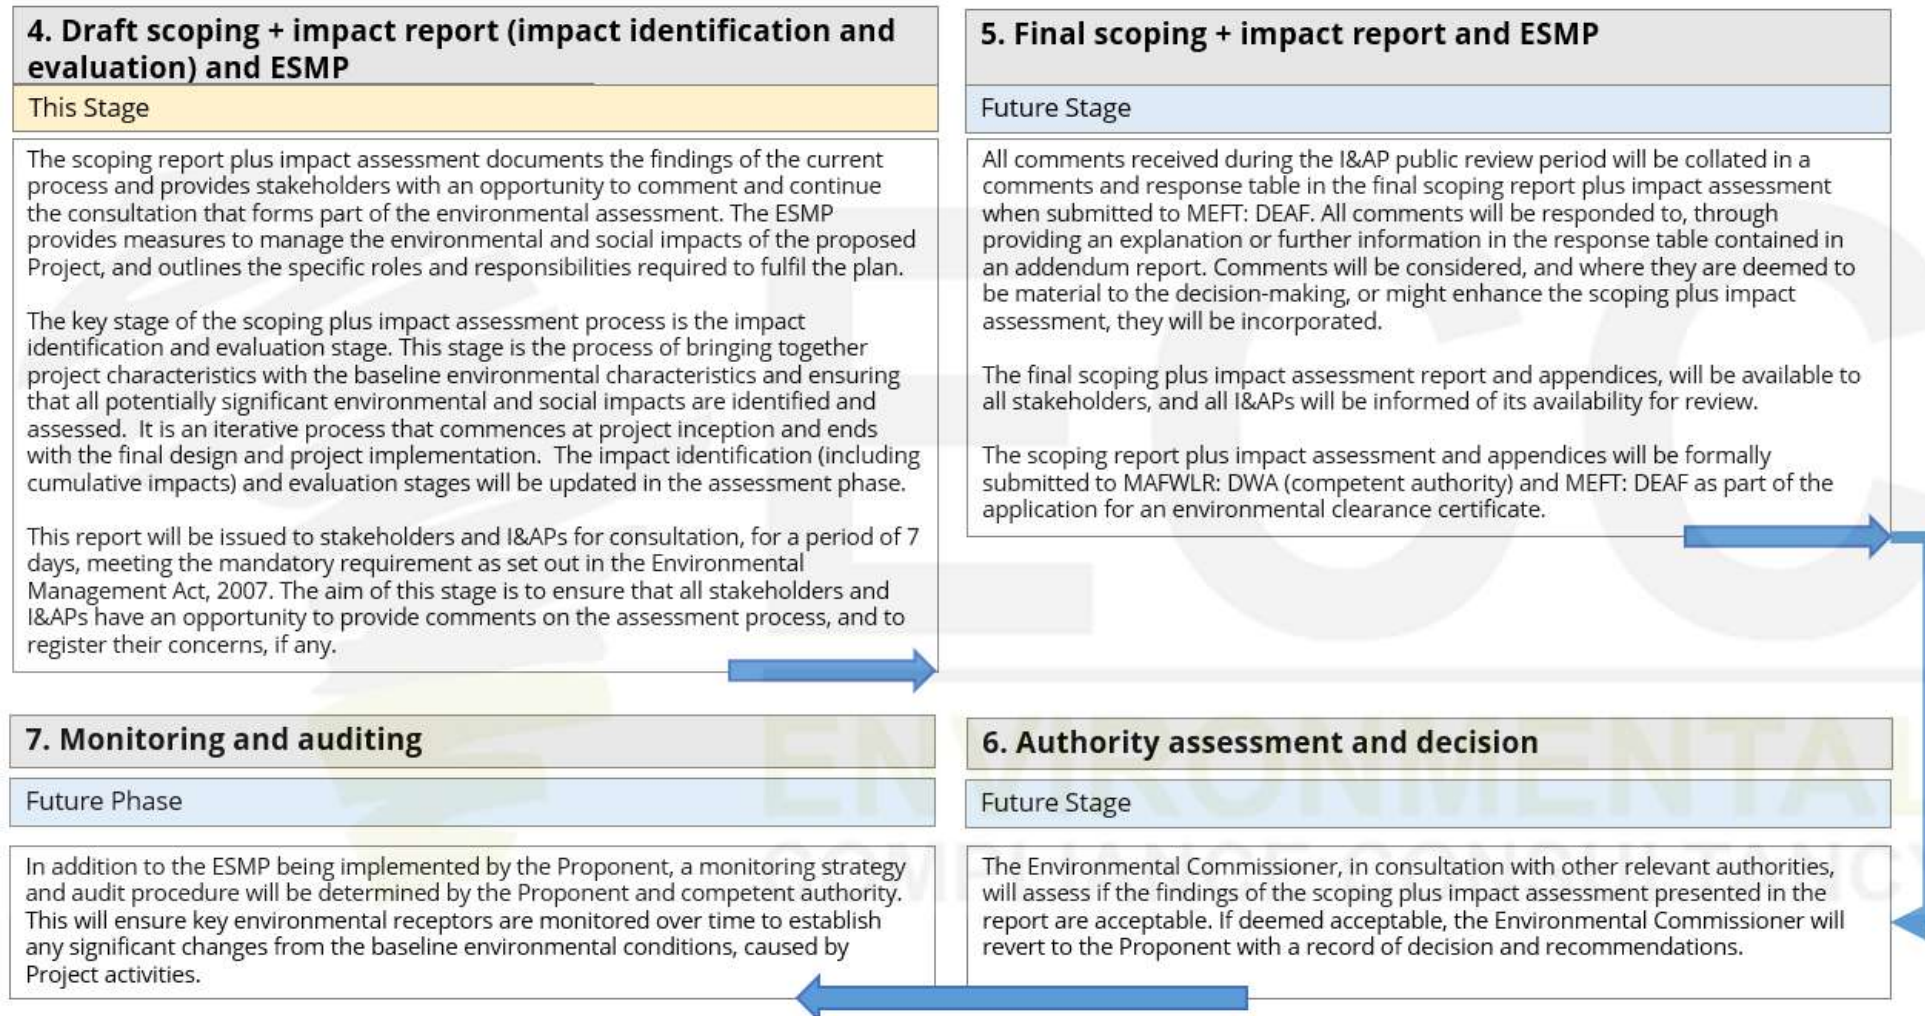 4. Draft scoping + impact report (impact identification and
evaluation) and ESMP
This Stage
The scoping report plus impact assessment documents the findings of the current
process and provides stakeholders with an opportunity to comment and continue
the consultation that forms part of the environmental assessment. The ESMP
provides measures to manage the environmental and social impacts of the proposed
Project, and outlines the specific roles and responsibilities required to fulfil the plan.
The key stage of the scoping plus impact assessment process is the impact
identification and evaluation stage. This stage is the process of bringing together
project characteristics with the baseline environmental characteristics and ensuring
that all potentially significant environmental and social impacts are identified and
assessed.  It is an iterative process that commences at project inception and ends
with the final design and project implementation.  The impact identification (including
cumulative impacts) and evaluation stages will be updated in the assessment phase.
This report will be issued to stakeholders and I&APs for consultation, for a period of 7
days, meeting the mandatory requirement as set out in the Environmental
Management Act, 2007. The aim of this stage is to ensure that all stakeholders and
I&APs have an opportunity to provide comments on the assessment process, and to
register their concerns, if any.
5. Final scoping + impact report and ESMP
Future Stage
All comments received during the I&AP public review period will be collated in a
comments and response table in the final scoping report plus impact assessment
when submitted to MEFT: DEAF. All comments will be responded to, through
providing an explanation or further information in the response table contained in
an addendum report. Comments will be considered, and where they are deemed to
be material to the decision-making, or might enhance the scoping plus impact
assessment, they will be incorporated.
The final scoping plus impact assessment report and appendices, will be available to
all stakeholders, and all I&APs will be informed of its availability for review.
The scoping report plus impact assessment and appendices will be formally
submitted to MAFWLR: DWA (competent authority) and MEFT: DEAF as part of the
application for an environmental clearance certificate.
6. Authority assessment and decision
Future Stage
The Environmental Commissioner, in consultation with other relevant authorities,
will assess if the findings of the scoping plus impact assessment presented in the
report are acceptable. If deemed acceptable, the Environmental Commissioner will
revert to the Proponent with a record of decision and recommendations.
7. Monitoring and auditing
Future Phase
In addition to the ESMP being implemented by the Proponent, a monitoring strategy
and audit procedure will be determined by the Proponent and competent authority.
This will ensure key environmental receptors are monitored over time to establish
any significant changes from the baseline environmental conditions, caused by
Project activities.
ECC
ENVIRONMENTAL
COMPLIANCE CONSULTANCY